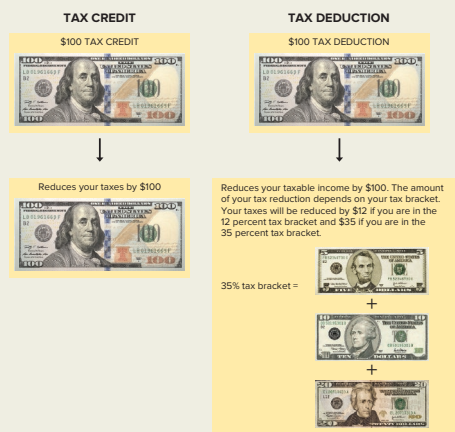 TAX CREDIT
$100 TAX CREDIT
Reduces your taxes by $100
TAX DEDUCTION
$100 TAX DEDUCTION
Reduces your taxable income by $100. The amount
of your tax reduction depends on your tax bracket.
Your taxes will be reduced by $12 if you are in the
12 percent tax bracket and $35 if you are in the
35 percent tax bracket.
35% tax bracket =
+
+